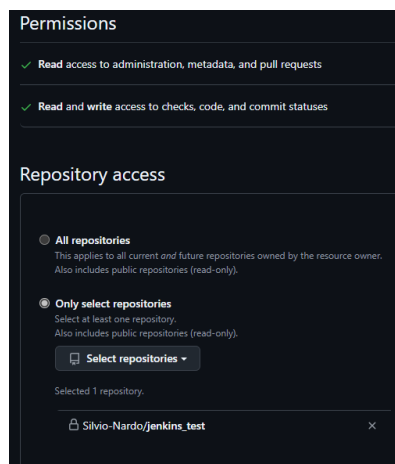 Permissions
Read access to administration, metadata, and pull requests
Read and write access to checks, code, and commit statuses
Repository access
All repositories
This applies to all current and future repositories owned by the resource owner.
Also includes public repositories (read-only).
Only select repositories
Select at least one repository.
Also includes public repositories (read-only).
Select repositories
Selected 1 repository.
Silvio-Nardo/jenkins_test